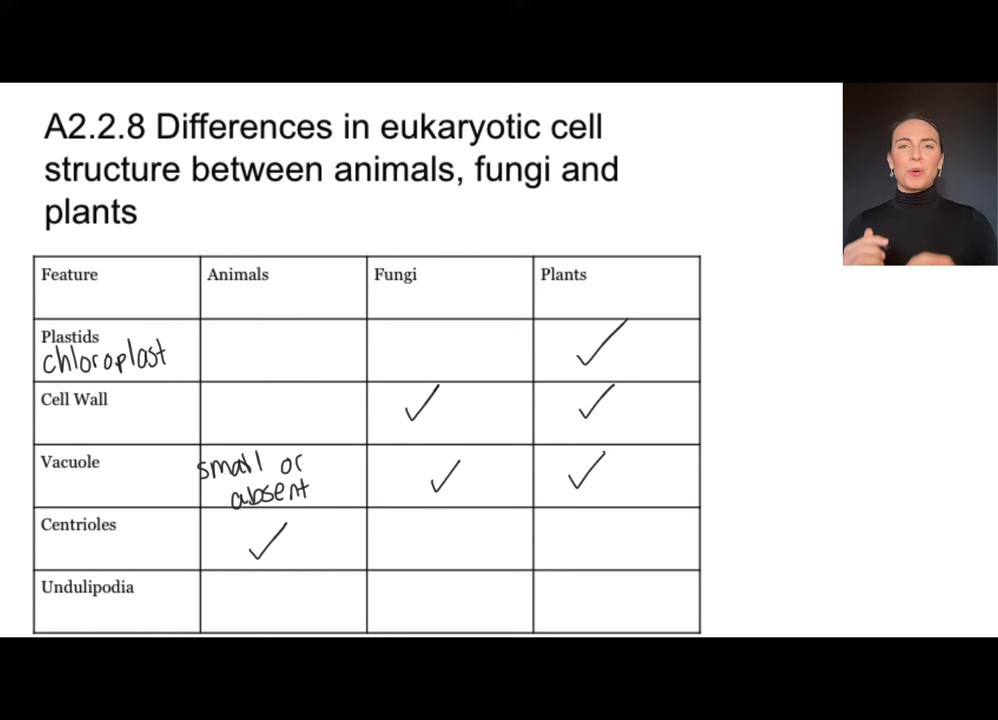 A2.2.8 Differences in eukaryotic cell
structure between animals, fungi and
plants
Feature Animals Fungi Plants
Plastids
chloroplast
Cell Wall
Vacuole small or
absent
Centrioles
Undulipodia